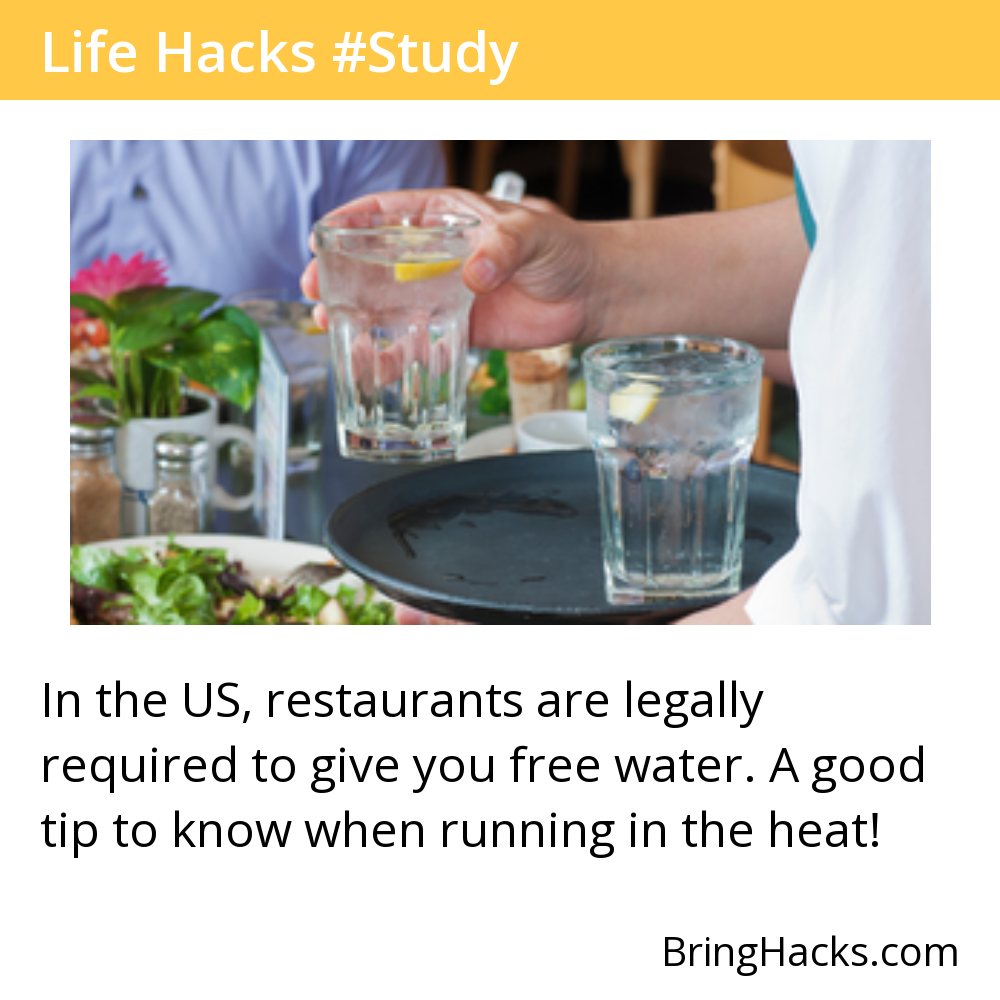 Life Hacks #Study
In the US, restaurants are legally
required to give you free water. A good
tip to know when running in the heat!
BringHacks.com